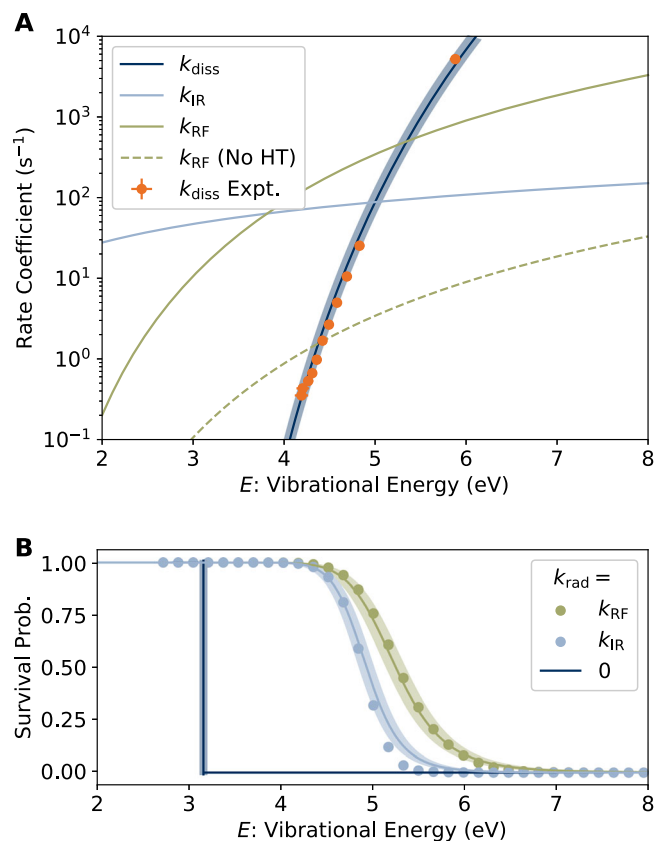 A
Rate Coefficient (s⁻¹)
10⁴
10³
10²
10¹
10⁰
10⁻¹
k_diss
k_IR
k_RF
k_RF (No HT)
k_diss Expt.
2 3 4 5 6 7 8
E: Vibrational Energy (eV)
B
Survival Prob.
1.00
0.75
0.50
0.25
0.00
k_rad =
k_RF
k_IR
0
2 3 4 5 6 7 8
E: Vibrational Energy (eV)